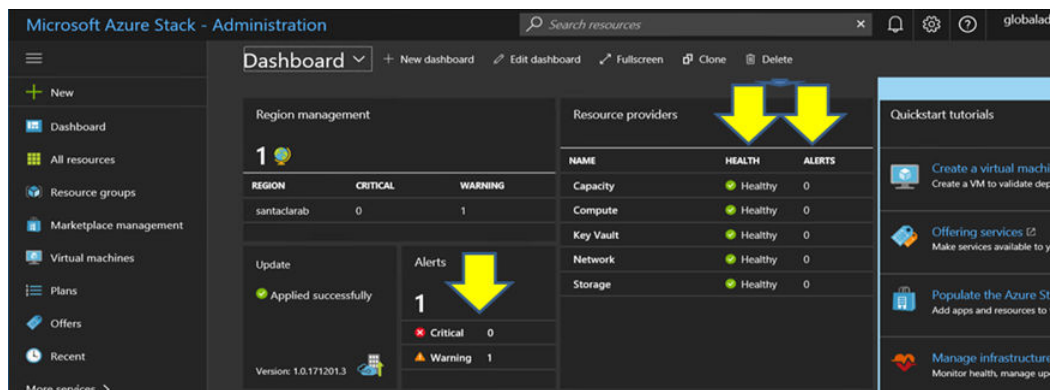 Microsoft Azure Stack - Administration
Search resources
globalad
Dashboard
New dashboard
Edit dashboard
Fullscreen
Clone
Delete
New
Dashboard
All resources
Resource groups
Marketplace management
Virtual machines
Plans
Offers
Recent
More services
Region management
1
REGION CRITICAL WARNING
santaclarab 0 1
Update
Applied successfully
Version: 1.0.171201.3
Alerts
1
Critical 0
Warning 1
Resource providers
NAME HEALTH ALERTS
Capacity Healthy 0
Compute Healthy 0
Key Vault Healthy 0
Network Healthy 0
Storage Healthy 0
Quickstart tutorials
Create a virtual machi
Create a VM to validate dep
Offering services
Make services available to y
Populate the Azure St
Add apps and resources to
Manage infrastructure
Monitor health, manage up